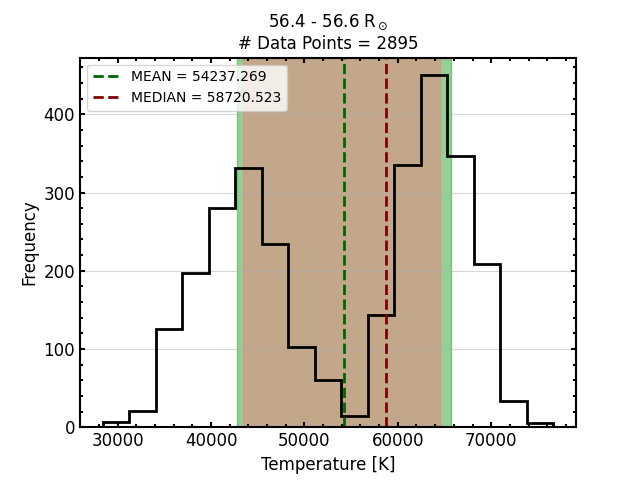 56.4 - 56.6 R⊙
# Data Points = 2895
MEAN = 54237.269
MEDIAN = 58720.523
Frequency
400
300
200
100
0
30000 40000 50000 60000 70000
Temperature [K]